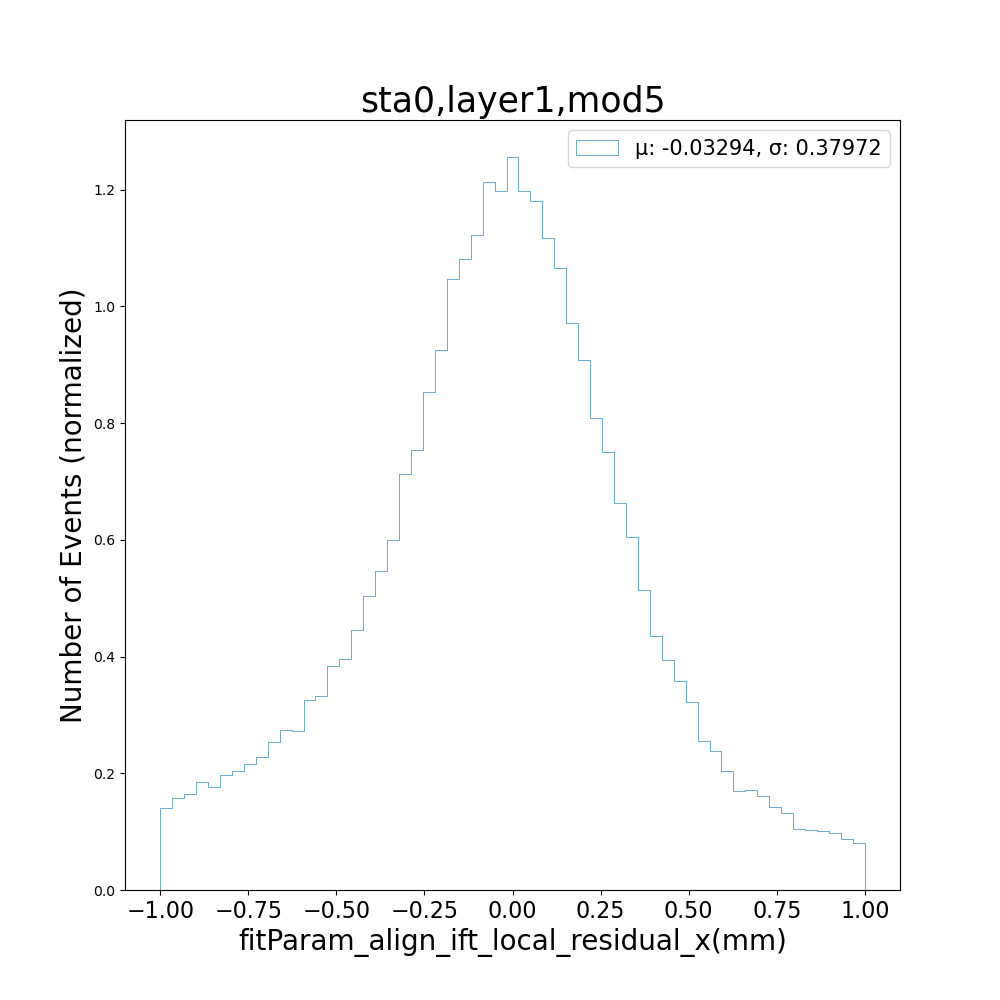 sta0,layer1,mod5
μ: -0.03294, σ: 0.37972
Number of Events (normalized)
1.2
1.0
0.8
0.6
0.4
0.2
0.0
−1.00 −0.75 −0.50 −0.25 0.00 0.25 0.50 0.75 1.00
fitParam_align_ift_local_residual_x(mm)